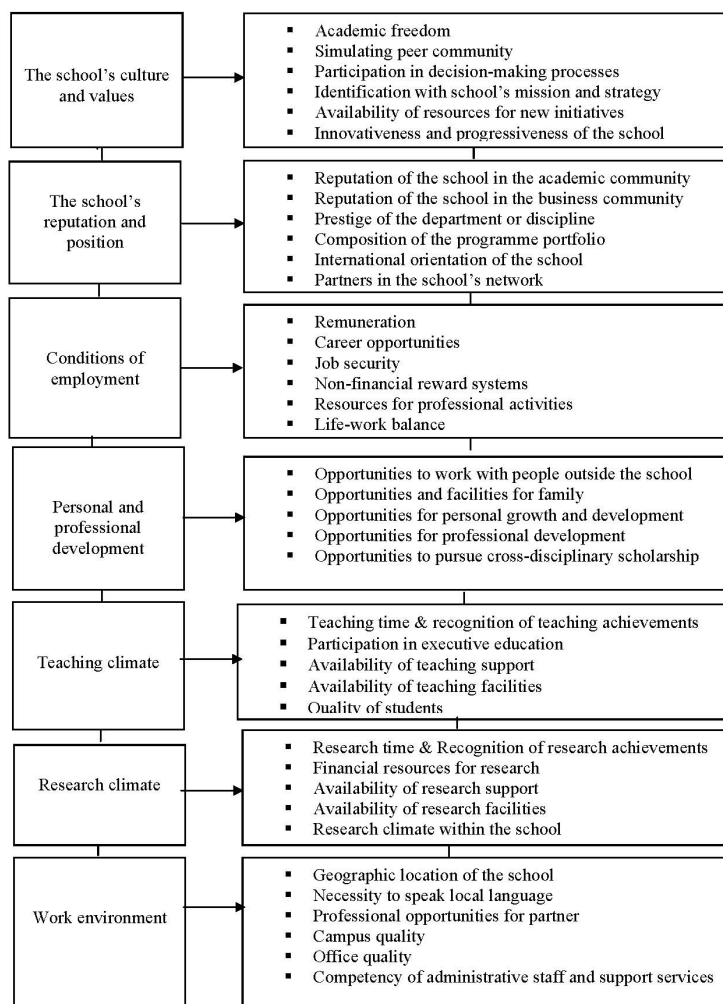 The school's culture
and values
▪ Academic freedom
▪ Simulating peer community
▪ Participation in decision-making processes
▪ Identification with school's mission and strategy
▪ Availability of resources for new initiatives
▪ Innovativeness and progressiveness of the school
The school's
reputation and
position
▪ Reputation of the school in the academic community
▪ Reputation of the school in the business community
▪ Prestige of the department or discipline
▪ Composition of the programme portfolio
▪ International orientation of the school
▪ Partners in the school's network
Conditions of
employment
▪ Remuneration
▪ Career opportunities
▪ Job security
▪ Non-financial reward systems
▪ Resources for professional activities
▪ Life-work balance
Personal and
professional
development
▪ Opportunities to work with people outside the school
▪ Opportunities and facilities for family
▪ Opportunities for personal growth and development
▪ Opportunities for professional development
▪ Opportunities to pursue cross-disciplinary scholarship
Teaching climate
▪ Teaching time & recognition of teaching achievements
▪ Participation in executive education
▪ Availability of teaching support
▪ Availability of teaching facilities
▪ Quality of students
Research climate
▪ Research time & Recognition of research achievements
▪ Financial resources for research
▪ Availability of research support
▪ Availability of research facilities
▪ Research climate within the school
Work environment
▪ Geographic location of the school
▪ Necessity to speak local language
▪ Professional opportunities for partner
▪ Campus quality
▪ Office quality
▪ Competency of administrative staff and support services